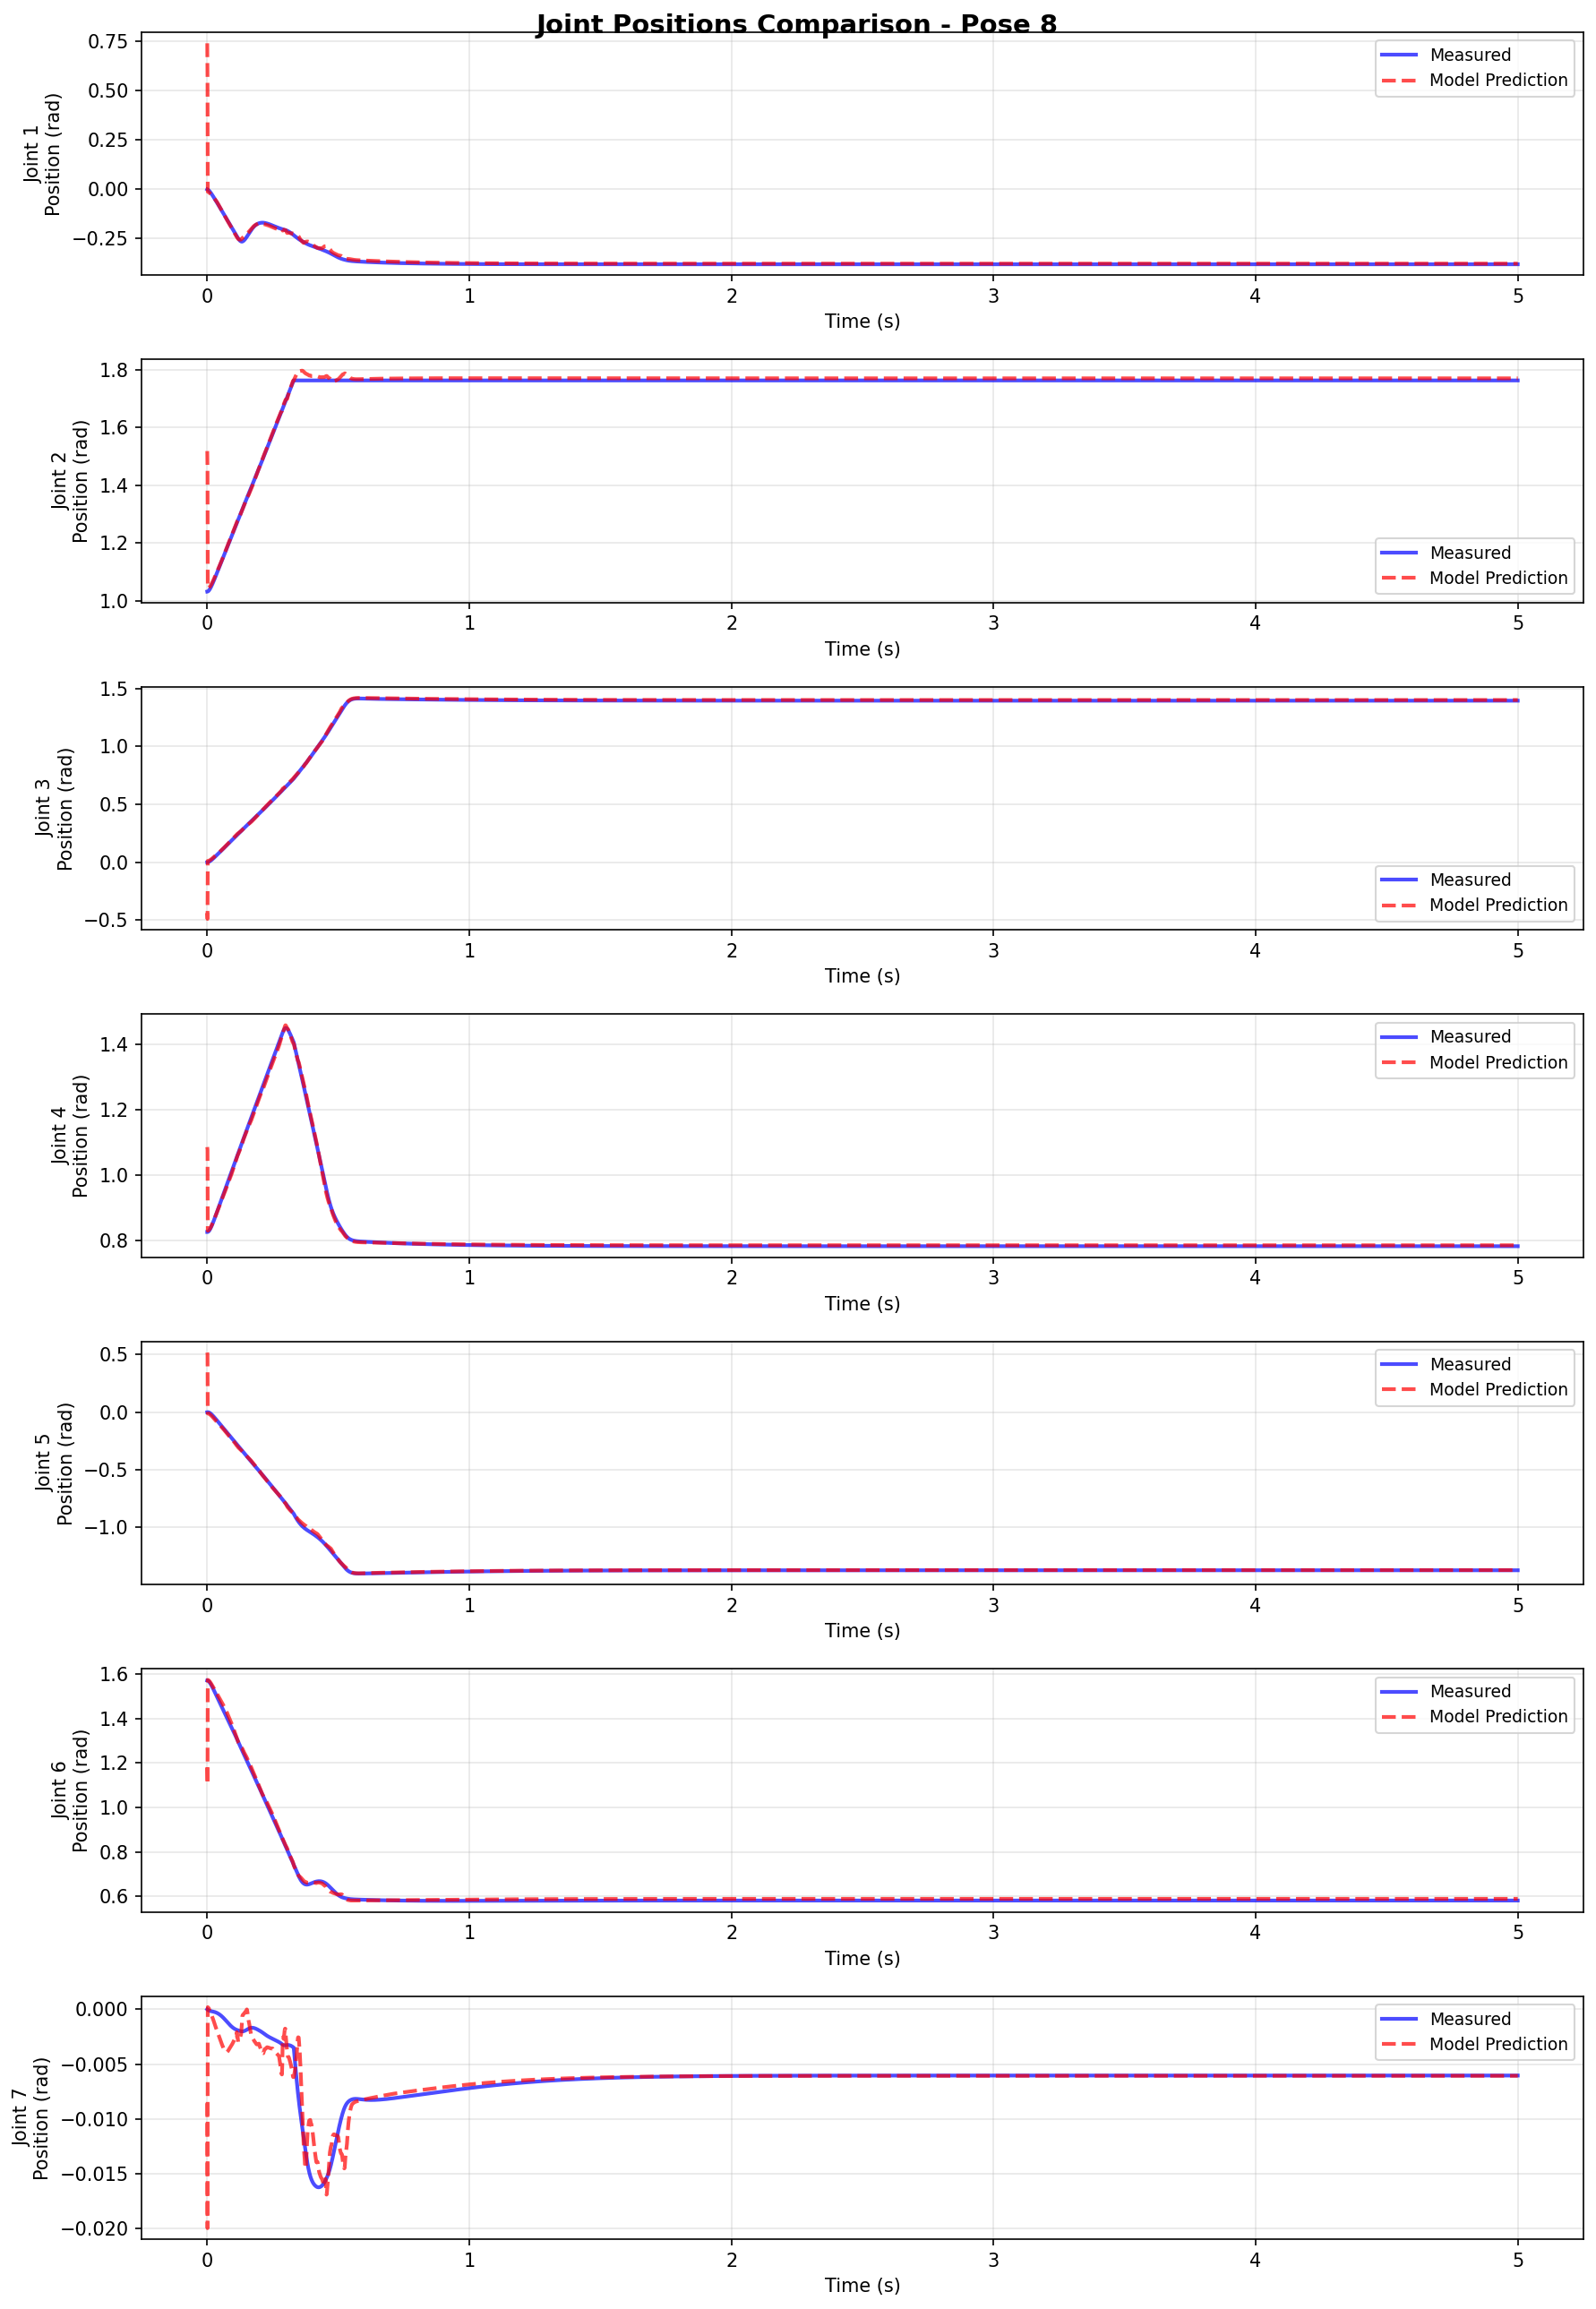 Joint Positions Comparison - Pose 8
Joint 1
Position (rad)
0.75
0.50
0.25
0.00
−0.25
Measured
Model Prediction
0 1 2 3 4 5
Time (s)
Joint 2
Position (rad)
1.8
1.6
1.4
1.2
1.0
Measured
Model Prediction
0 1 2 3 4 5
Time (s)
Joint 3
Position (rad)
1.5
1.0
0.5
0.0
−0.5
Measured
Model Prediction
0 1 2 3 4 5
Time (s)
Joint 4
Position (rad)
1.4
1.2
1.0
0.8
Measured
Model Prediction
0 1 2 3 4 5
Time (s)
Joint 5
Position (rad)
0.5
0.0
−0.5
−1.0
Measured
Model Prediction
0 1 2 3 4 5
Time (s)
Joint 6
Position (rad)
1.6
1.4
1.2
1.0
0.8
0.6
Measured
Model Prediction
0 1 2 3 4 5
Time (s)
Joint 7
Position (rad)
0.000
−0.005
−0.010
−0.015
−0.020
Measured
Model Prediction
0 1 2 3 4 5
Time (s)